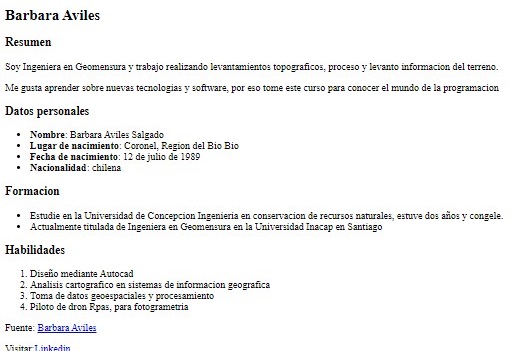 Barbara Aviles
Resumen
Soy Ingeniera en Geomensura y trabajo realizando levantamientos topograficos, proceso y levanto informacion del terreno.
Me gusta aprender sobre nuevas tecnologias y software, por eso tome este curso para conocer el mundo de la programacion
Datos personales
• Nombre: Barbara Aviles Salgado
• Lugar de nacimiento: Coronel, Region del Bio Bio
• Fecha de nacimiento: 12 de julio de 1989
• Nacionalidad: chilena
Formacion
• Estudie en la Universidad de Concepcion Ingenieria en conservacion de recursos naturales, estuve dos años y congele.
• Actualmente titulada de Ingeniera en Geomensura en la Universidad Inacap en Santiago
Habilidades
1. Diseño mediante Autocad
2. Analisis cartografico en sistemas de informacion geografica
3. Toma de datos geoespaciales y procesamiento
4. Piloto de dron Rpas, para fotogrametria
Fuente: Barbara Aviles
Visitar Linkedin